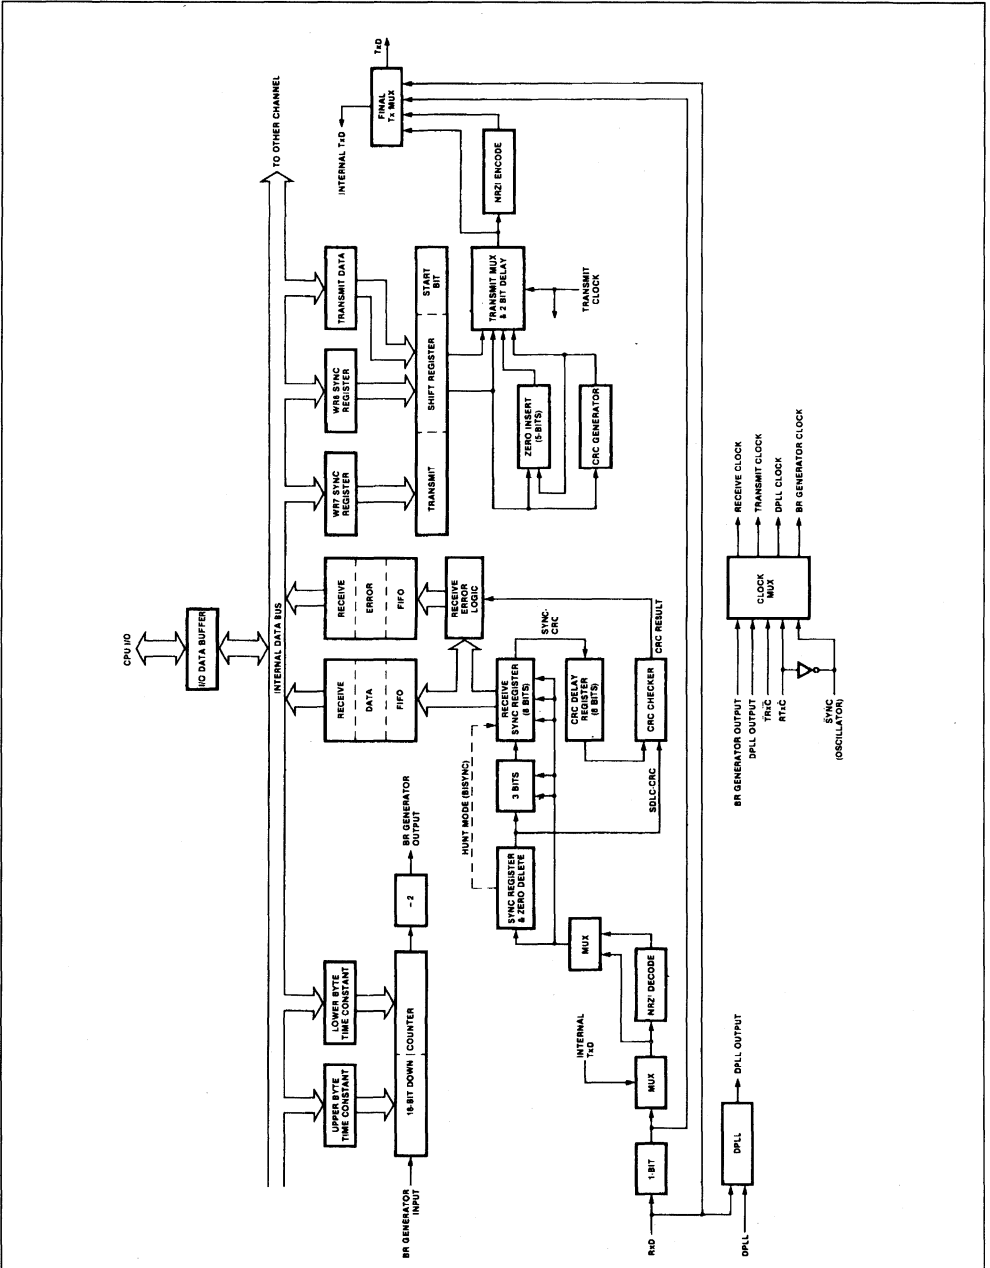 CPU I/O
I/O DATA BUFFER
INTERNAL DATA BUS
TO OTHER CHANNEL
UPPER BYTE
TIME CONSTANT
LOWER BYTE
TIME CONSTANT
BR GENERATOR
INPUT
16-BIT DOWN COUNTER
÷2
BR GENERATOR
OUTPUT
RECEIVE
DATA
FIFO
RECEIVE
ERROR
FIFO
RECEIVE
ERROR
LOGIC
WR7 SYNC
REGISTER
WR6 SYNC
REGISTER
TRANSMIT DATA
TRANSMIT
SHIFT REGISTER
START
BIT
HUNT MODE (BISYNC)
SYNC REGISTER
& ZERO DELETE
3 BITS
RECEIVE
SYNC REGISTER
(8 BITS)
SYNC-
CRC
CRC DELAY
REGISTER
(8 BITS)
CRC CHECKER
CRC RESULT
SDLC-CRC
ZERO INSERT
(5-BITS)
CRC GENERATOR
TRANSMIT MUX
& 2 BIT DELAY
TRANSMIT
CLOCK
NRZI ENCODE
INTERNAL TxD
FINAL
Tx MUX
TxD
RxD
1-BIT
MUX
INTERNAL
TxD
NRZI DECODE
MUX
DPLL
DPLL
DPLL OUTPUT
BR GENERATOR OUTPUT
DPLL OUTPUT
TRxC
RTxC
SYNC
(OSCILLATOR)
CLOCK
MUX
RECEIVE CLOCK
TRANSMIT CLOCK
DPLL CLOCK
BR GENERATOR CLOCK